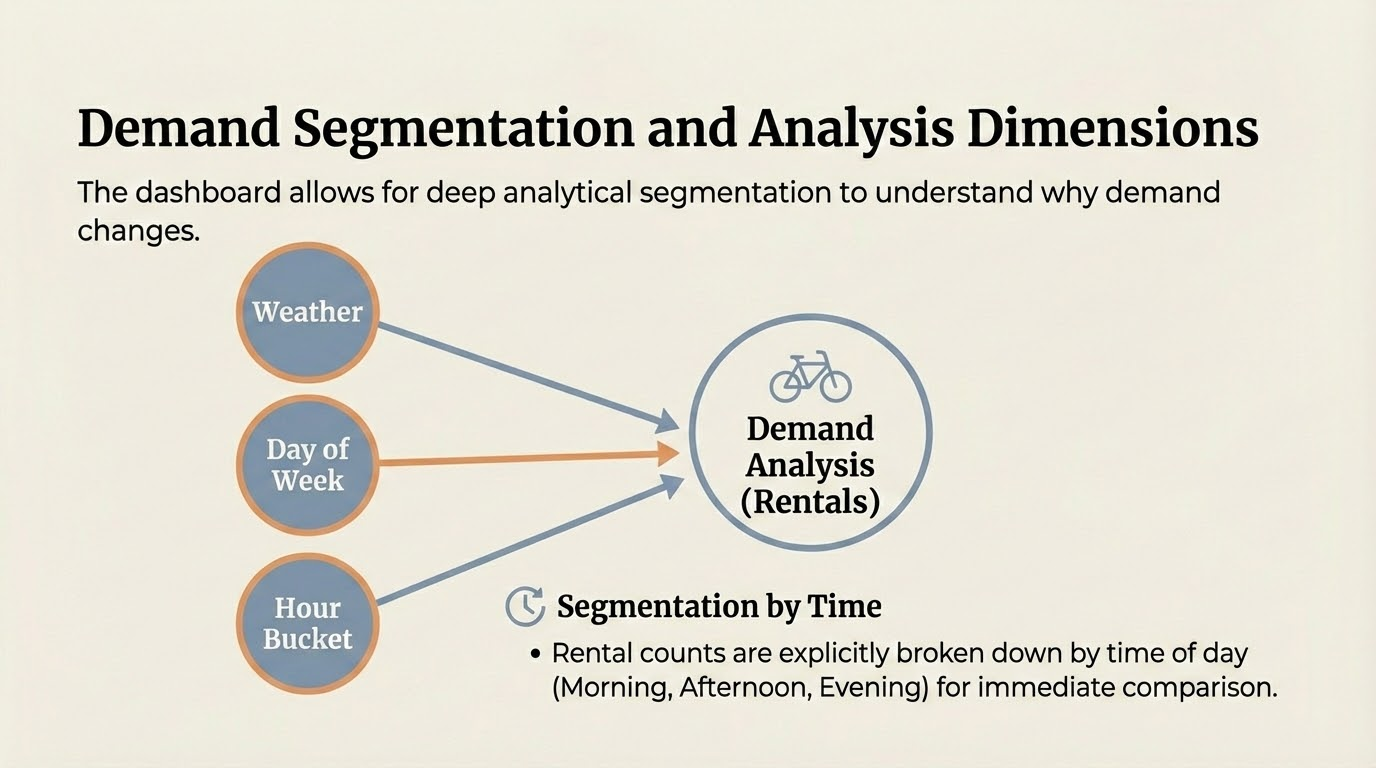 Demand Segmentation and Analysis Dimensions
The dashboard allows for deep analytical segmentation to understand why demand
changes.
Weather
Day of
Week
Hour
Bucket
Demand
Analysis
(Rentals)
Segmentation by Time
• Rental counts are explicitly broken down by time of day
(Morning, Afternoon, Evening) for immediate comparison.